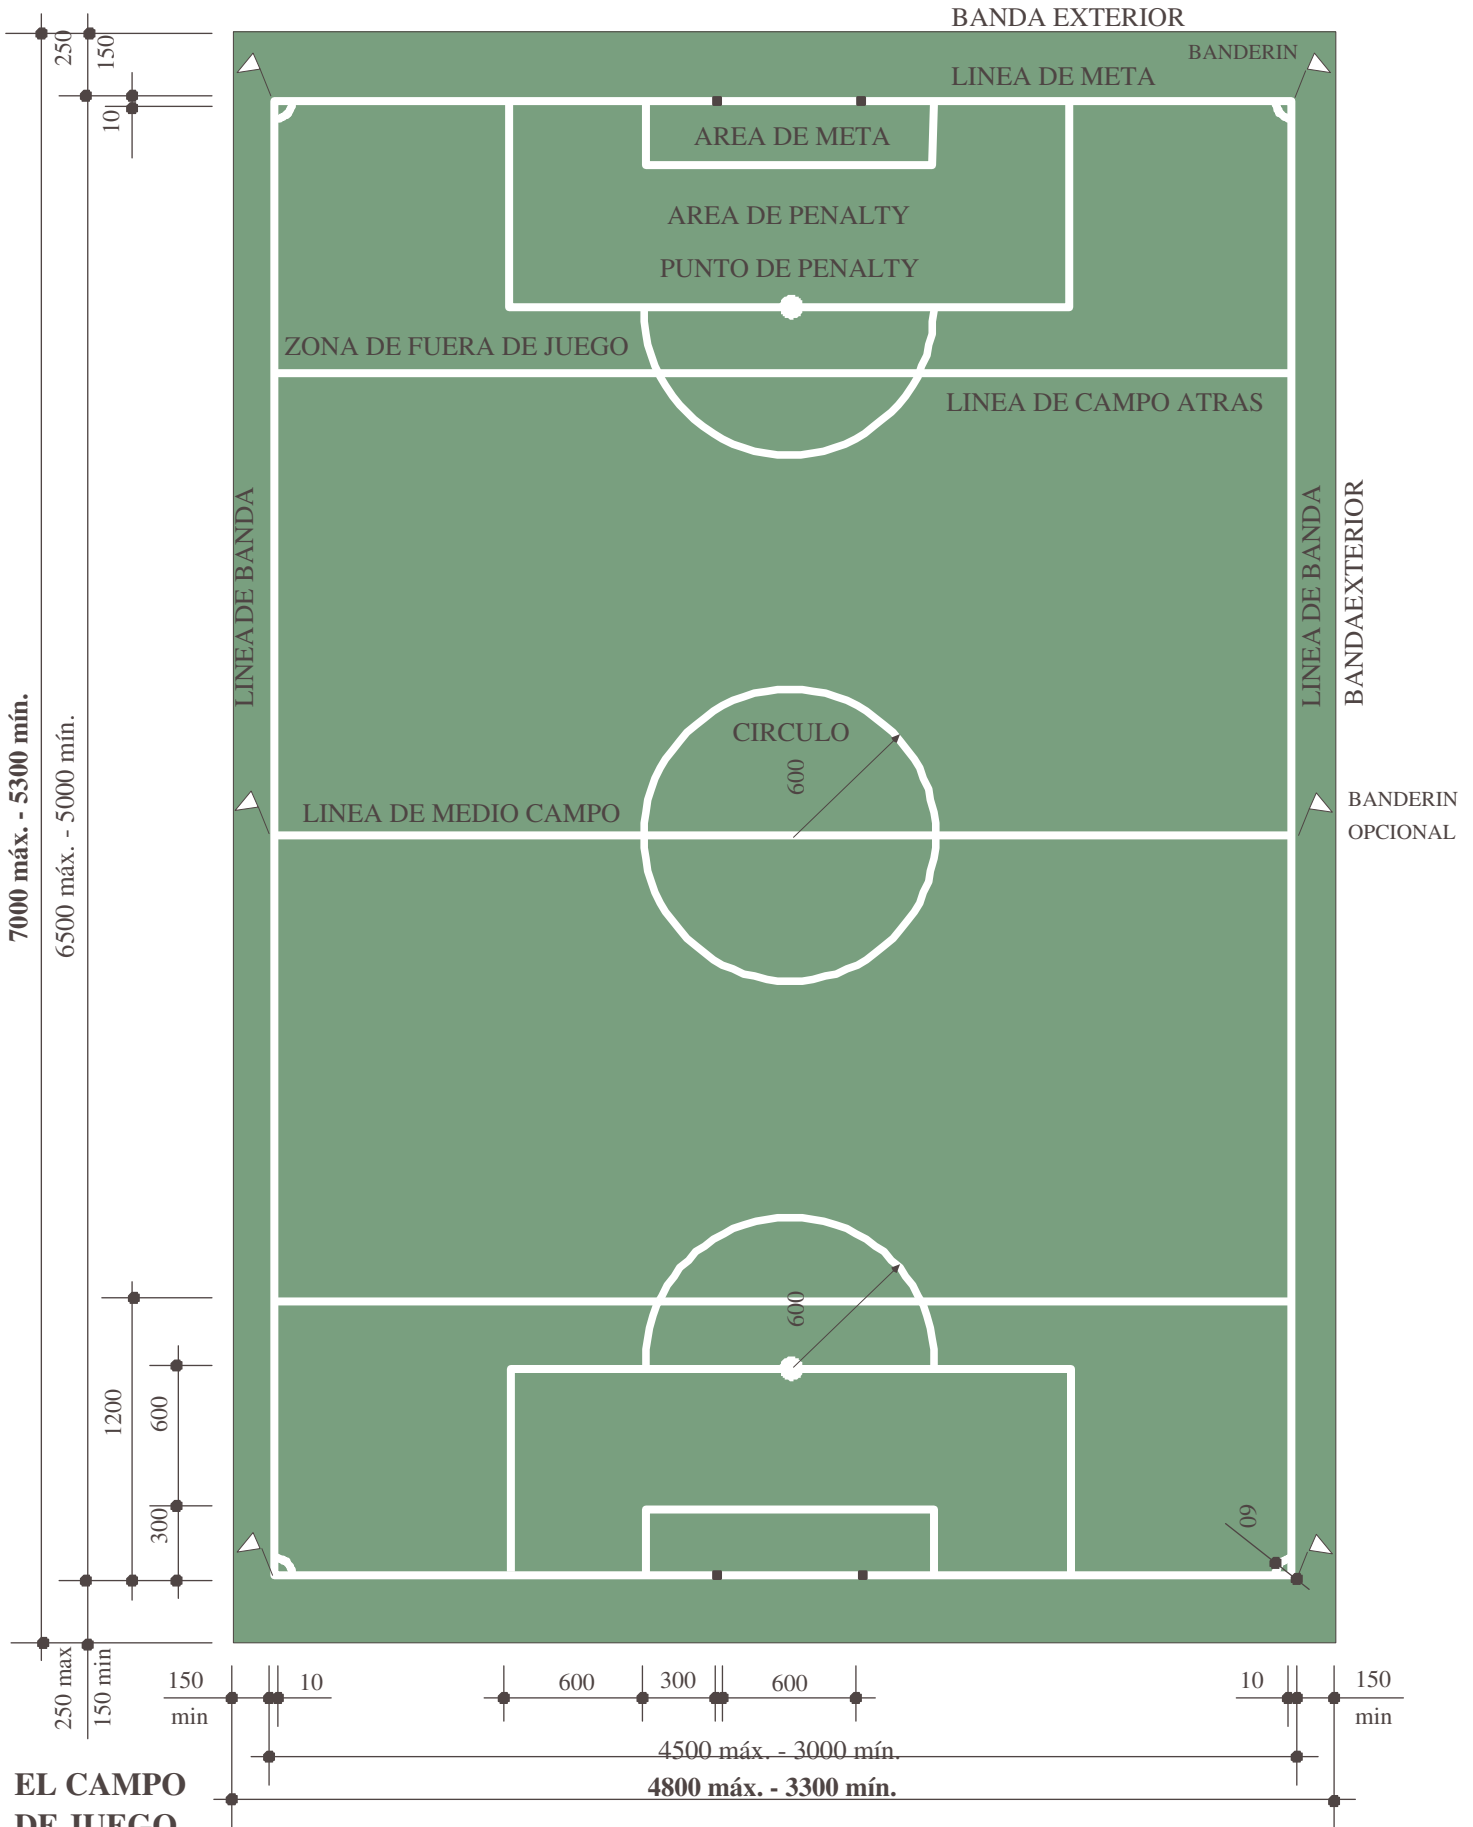 BANDA EXTERIOR
250
150
BANDERIN
LINEA DE META
10
AREA DE META
AREA DE PENALTY
PUNTO DE PENALTY
ZONA DE FUERA DE JUEGO
LINEA DE CAMPO ATRAS
LINEA DE BANDA
LINEA DE BANDA
BANDAEXTERIOR
7000 máx. - 5300 mín.
6500 máx. - 5000 mín.
CIRCULO
600
LINEA DE MEDIO CAMPO
BANDERIN
OPCIONAL
600
1200
600
300
60
250 max
150 min
150
min
10
600
300
600
10
150
min
4500 máx. - 3000 mín.
4800 máx. - 3300 mín.
EL CAMPO
DE JUEGO